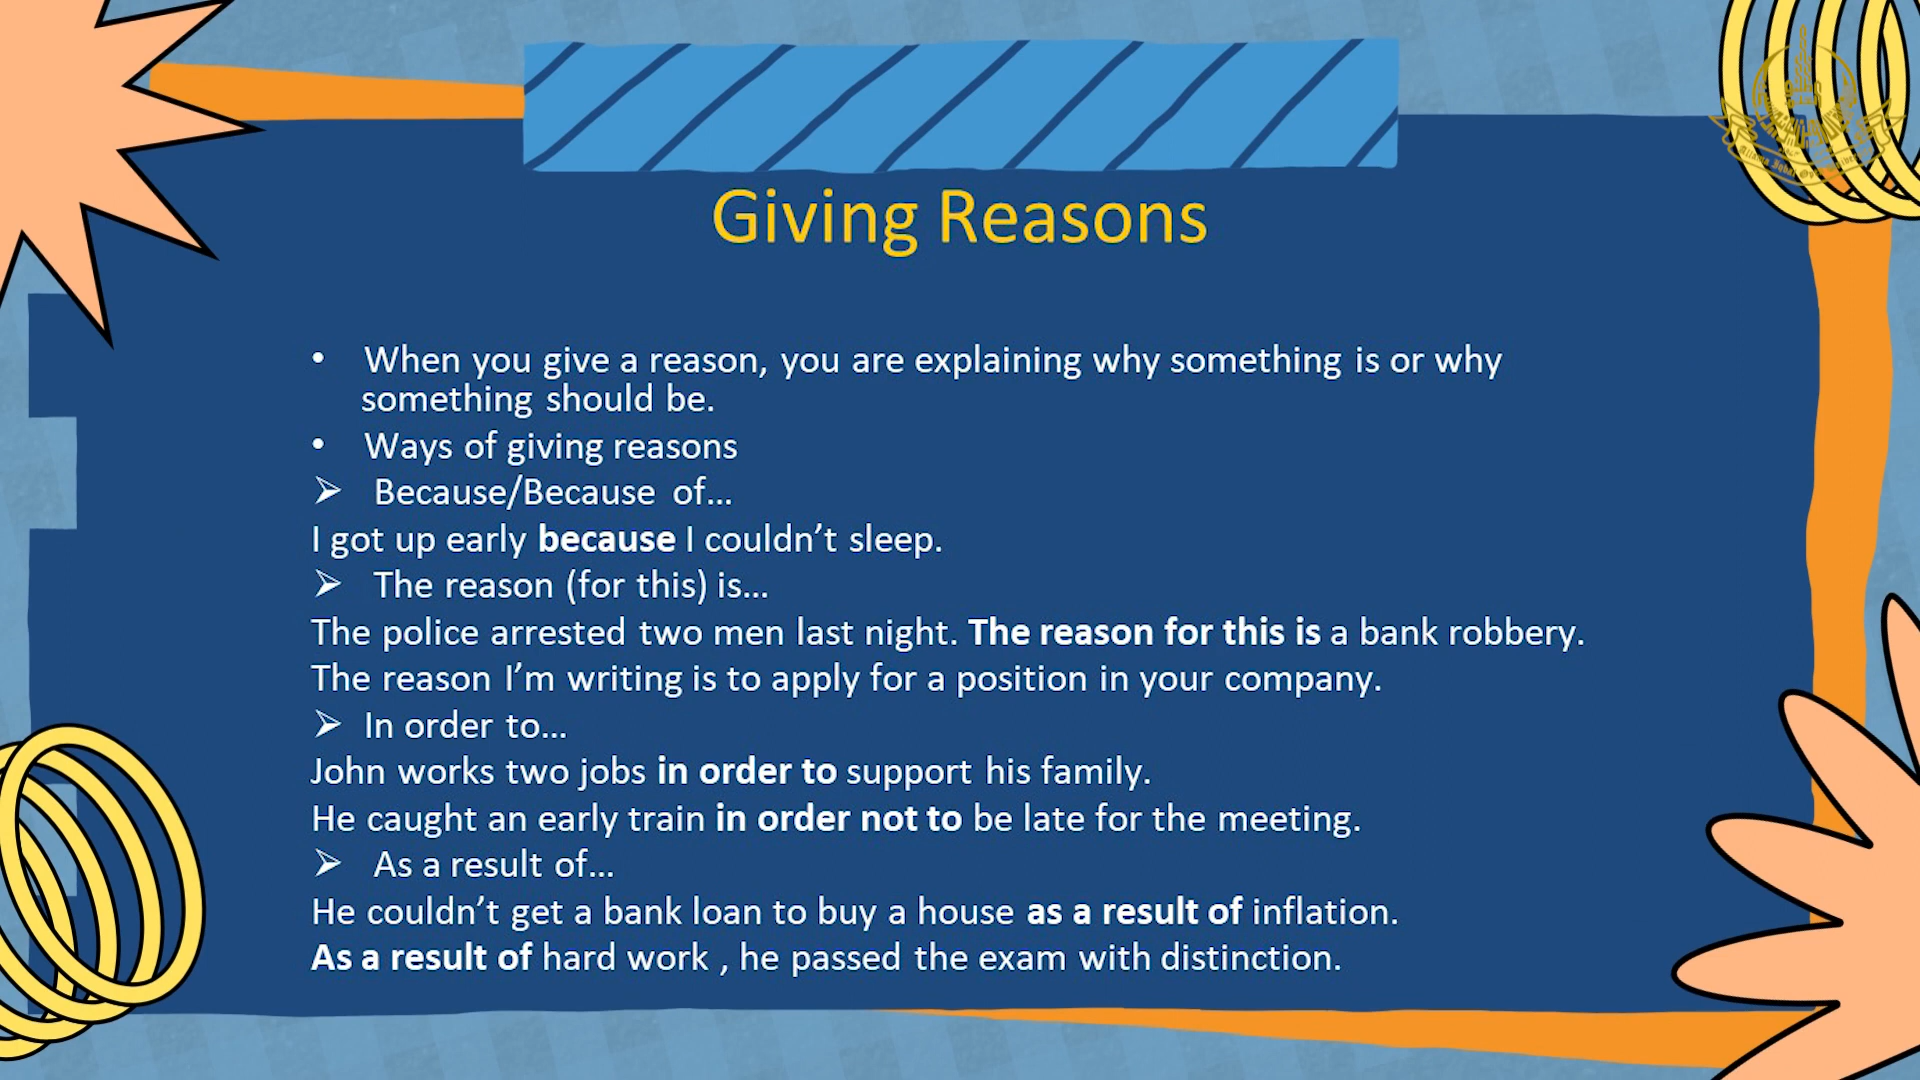 Giving Reasons
• When you give a reason, you are explaining why something is or why
something should be.
• Ways of giving reasons
➢ Because/Because of...
I got up early because I couldn’t sleep.
➢ The reason (for this) is...
The police arrested two men last night. The reason for this is a bank robbery.
The reason I’m writing is to apply for a position in your company.
➢ In order to...
John works two jobs in order to support his family.
He caught an early train in order not to be late for the meeting.
➢ As a result of...
He couldn’t get a bank loan to buy a house as a result of inflation.
As a result of hard work , he passed the exam with distinction.